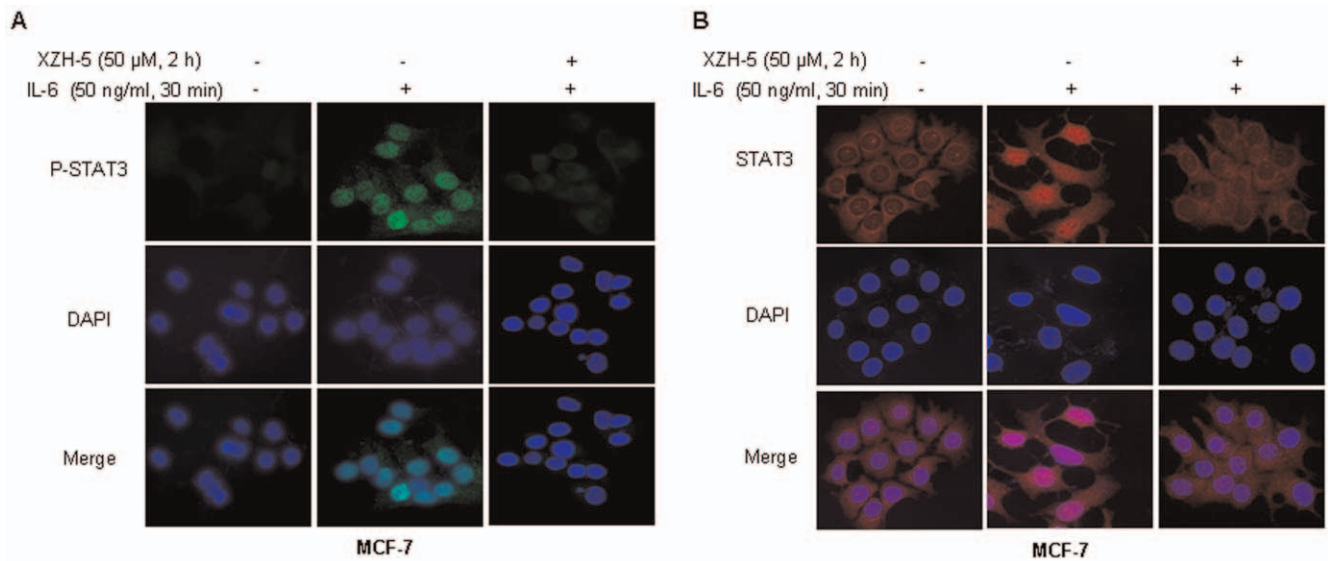 A
XZH-5 (50 µM, 2 h) - - +
IL-6 (50 ng/ml, 30 min) - + +
P-STAT3
DAPI
Merge
MCF-7
B
XZH-5 (50 µM, 2 h) - - +
IL-6 (50 ng/ml, 30 min) - + +
STAT3
DAPI
Merge
MCF-7